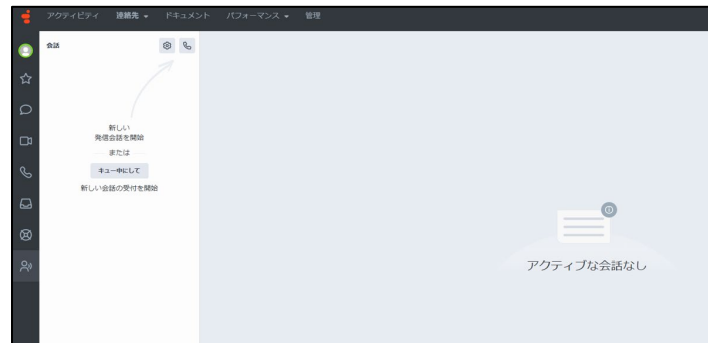 アクティビティ 連絡先 ドキュメント パフォーマンス 管理
会話
新しい
発信会話を開始
または
キュー中にして
新しい会話の受付を開始
アクティブな会話なし